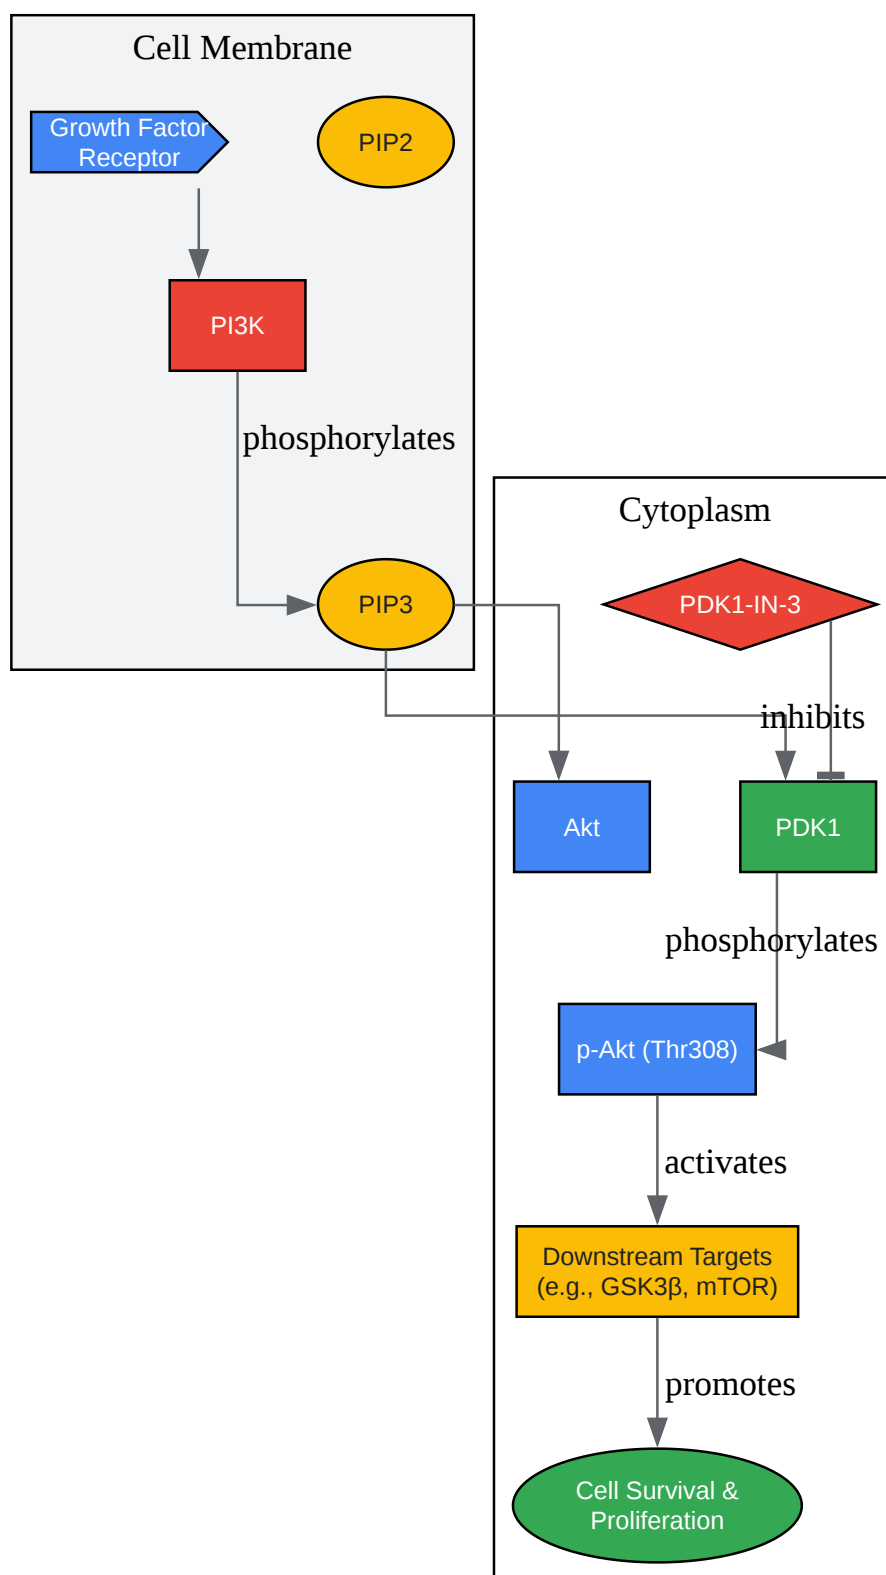 Cell Membrane
Growth Factor
Receptor
PIP2
PI3K
phosphorylates
PIP3
Cytoplasm
PDK1-IN-3
inhibits
Akt
PDK1
phosphorylates
p-Akt (Thr308)
activates
Downstream Targets
(e.g., GSK3β, mTOR)
promotes
Cell Survival &
Proliferation